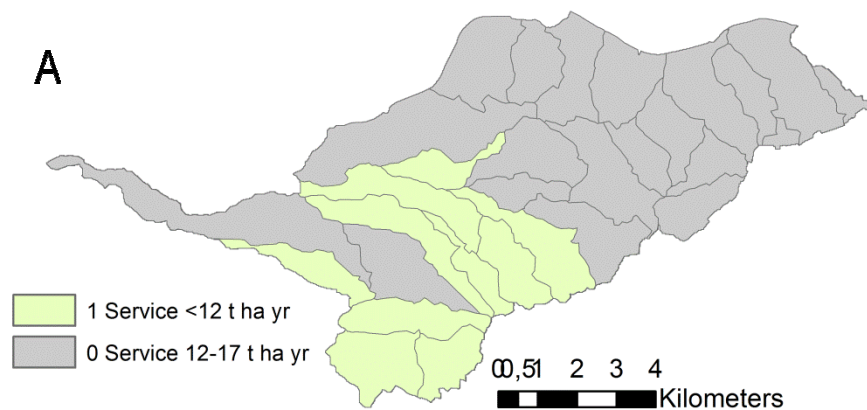 A
1 Service <12 t ha yr
0 Service 12-17 t ha yr
00,51 2 3 4
Kilometers